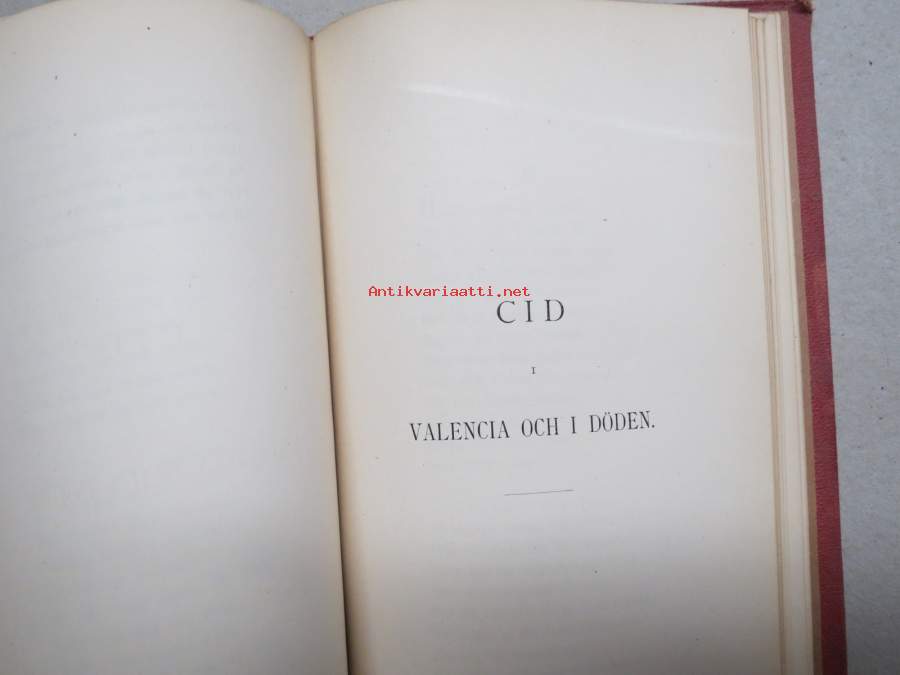 Antikvariaatti.net
CID
I
VALENCIA OCH I DÖDEN.